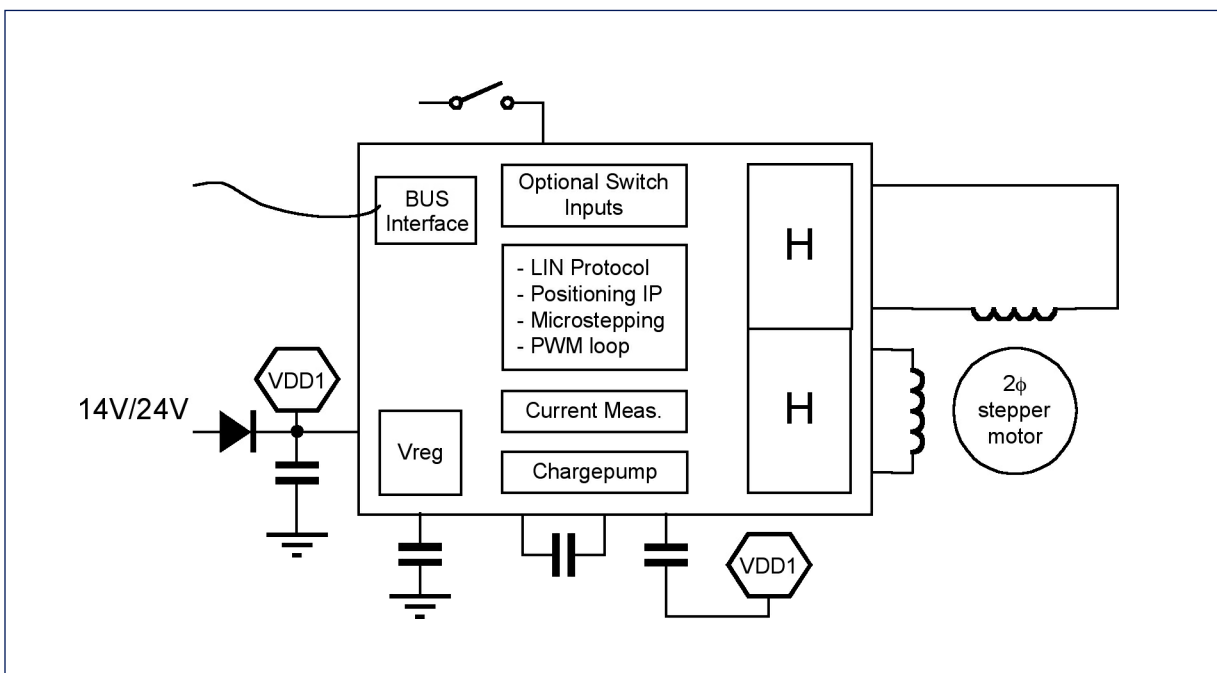 BUS
Interface
Optional Switch
Inputs
- LIN Protocol
- Positioning IP
- Microstepping
- PWM loop
H
H
VDD1
14V/24V
Vreg
Current Meas.
Chargepump
2ϕ
stepper
motor
VDD1